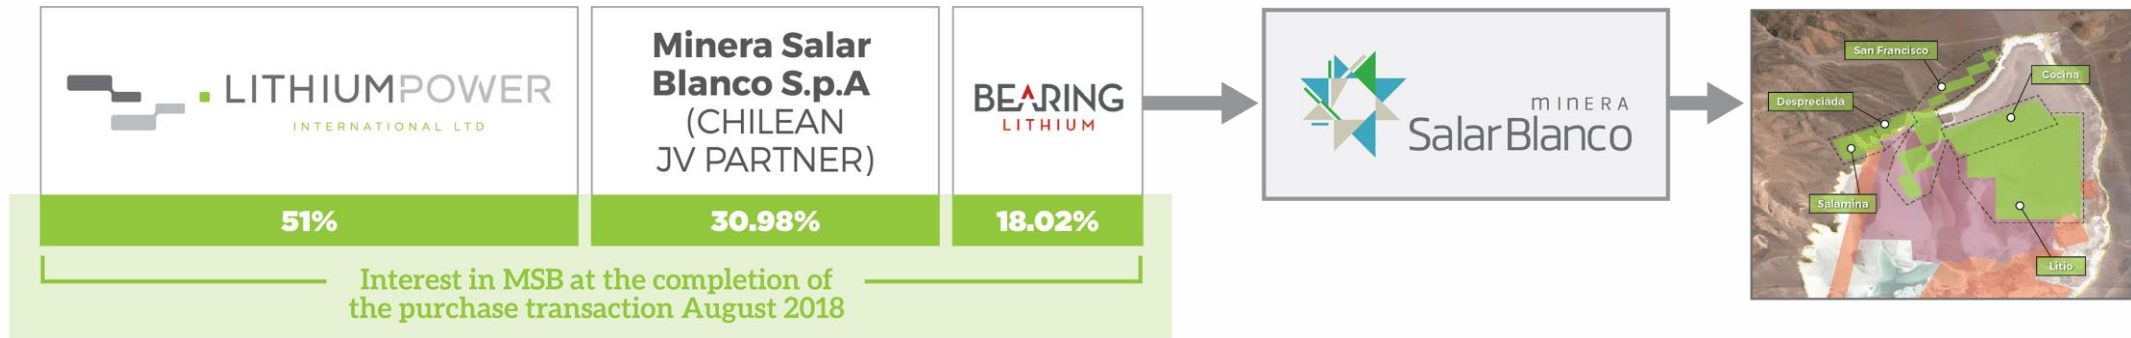 LITHIUMPOWER
INTERNATIONAL LTD
51%
Minera Salar
Blanco S.p.A
(CHILEAN
JV PARTNER)
30.98%
BEARING
LITHIUM
18.02%
Interest in MSB at the completion of
the purchase transaction August 2018
MINERA
SalarBlanco
San Francisco
Cocina
Despreciada
Salamina
Litio